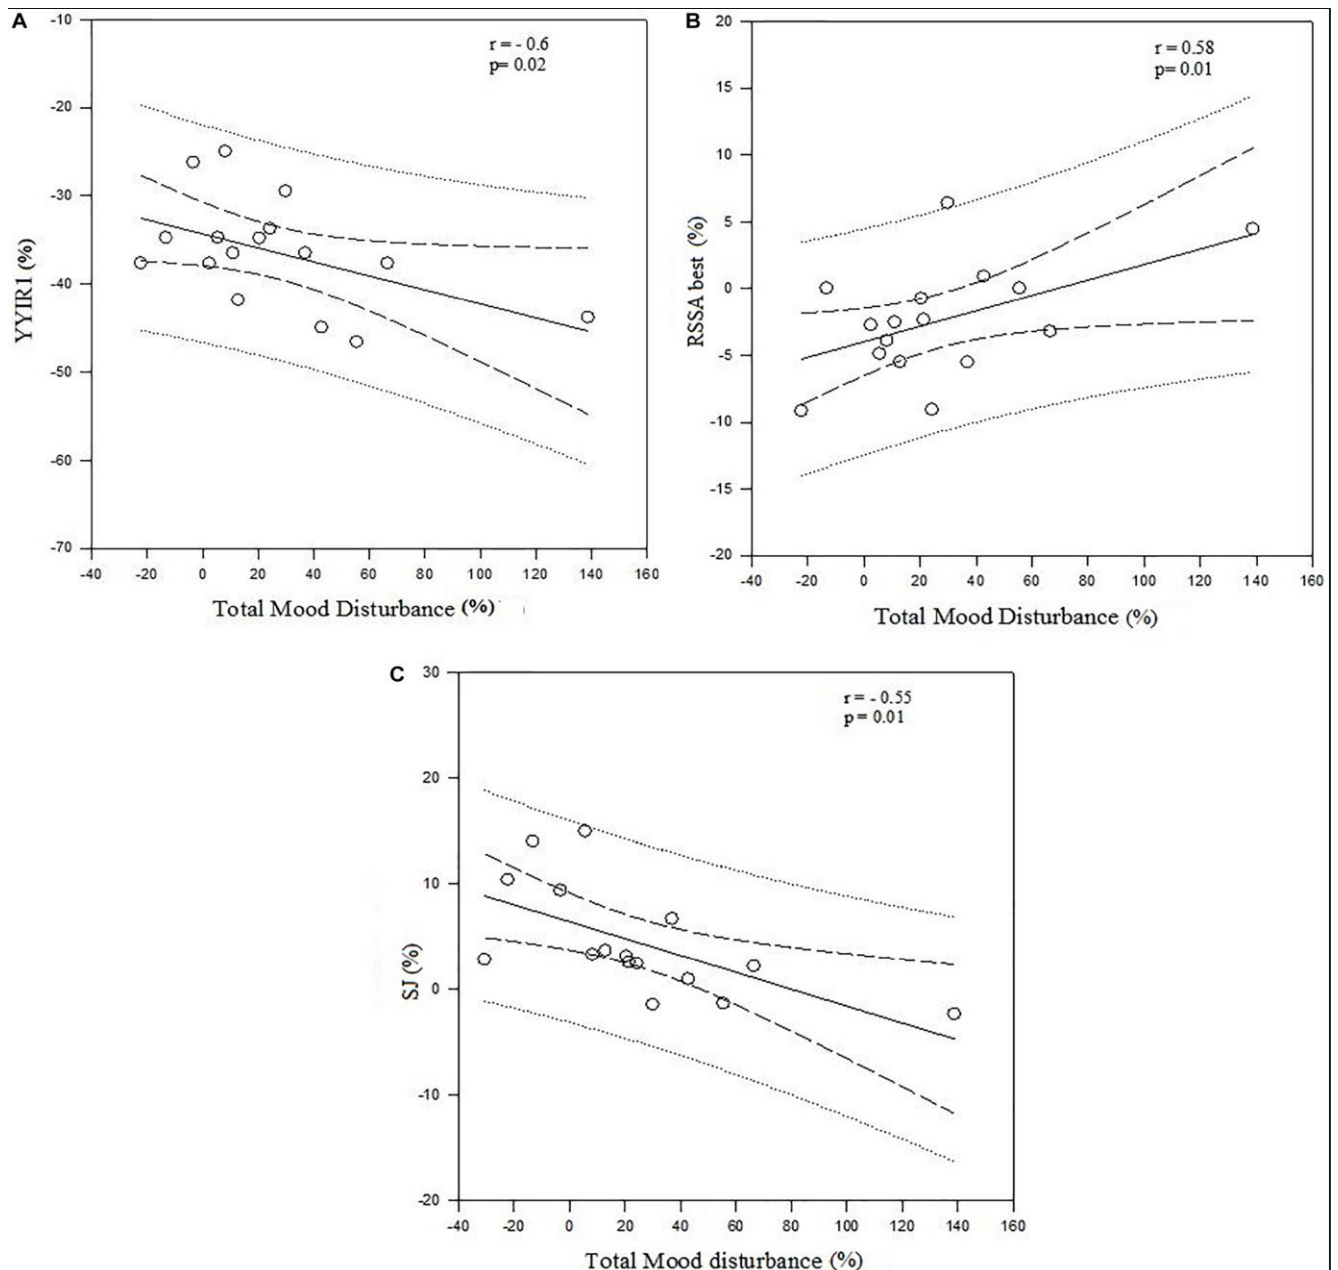 A
r = - 0.6
p= 0.02
-10
-20
-30
-40
-50
-60
-70
YYIR1 (%)
-40 -20 0 20 40 60 80 100 120 140 160
Total Mood Disturbance (%)
B
r = 0.58
p= 0.01
20
15
10
5
0
-5
-10
-15
-20
RSSA best (%)
-40 -20 0 20 40 60 80 100 120 140 160
Total Mood Disturbance (%)
C
r = - 0.55
p = 0.01
30
20
10
0
-10
-20
SJ (%)
-40 -20 0 20 40 60 80 100 120 140 160
Total Mood disturbance (%)